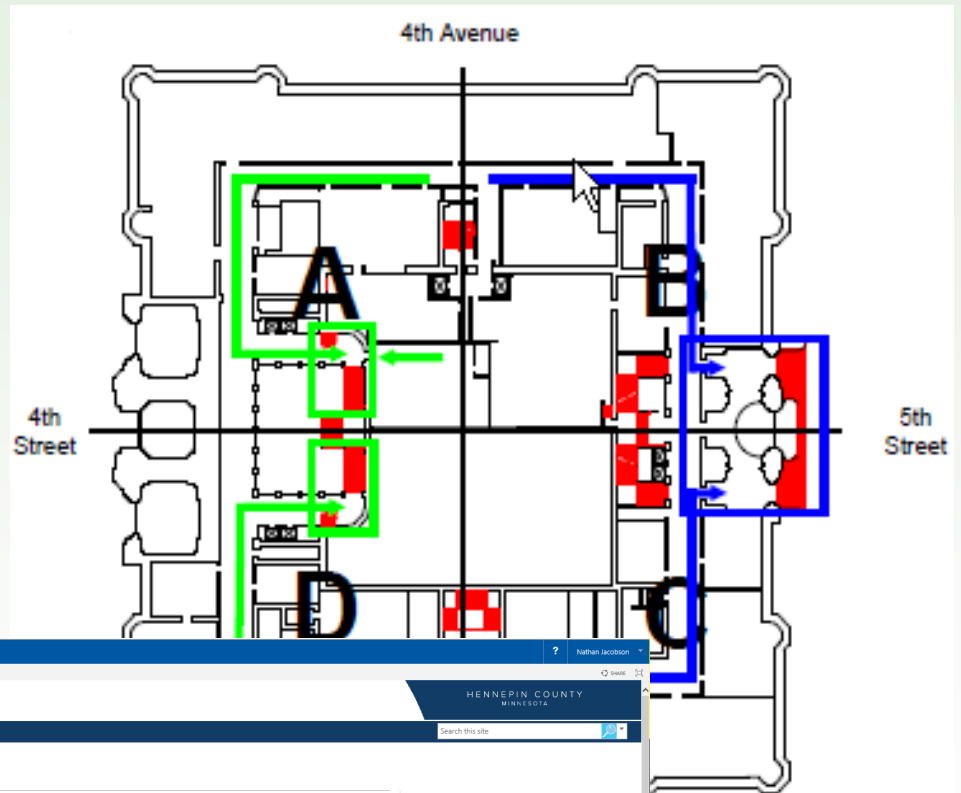 4th Avenue
A
B
4th
Street
5th
Street
D
C
? Nathan Jacobson
SHARE
HENNEPIN COUNTY
MINNESOTA
Search this site